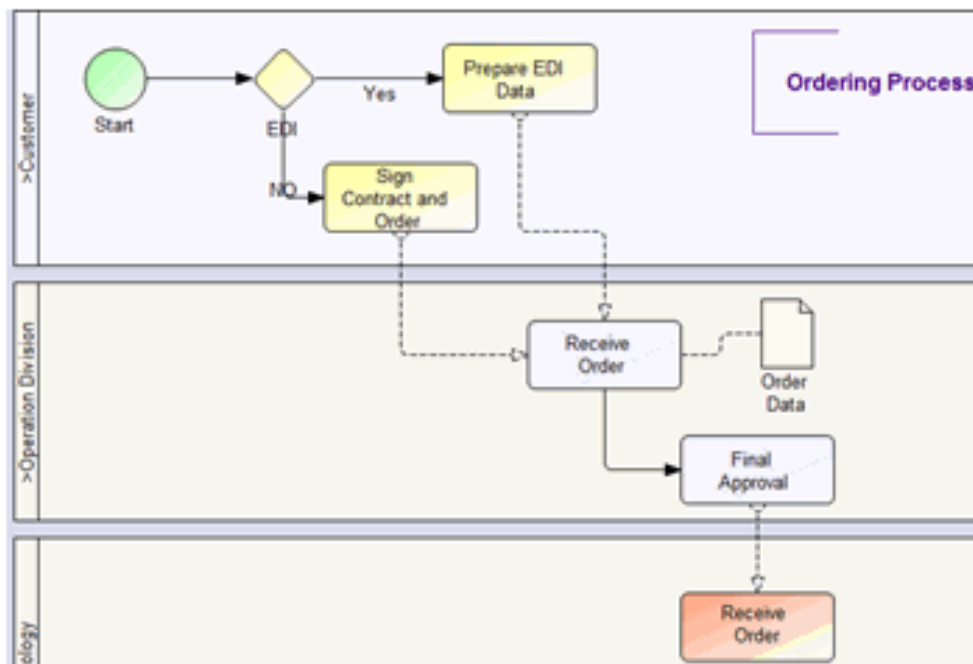 >Customer
Start
EDI
Yes
NO
Prepare EDI
Data
Sign
Contract and
Order
Ordering Process
>Operation Division
Receive
Order
Order
Data
Final
Approval
ology
Receive
Order